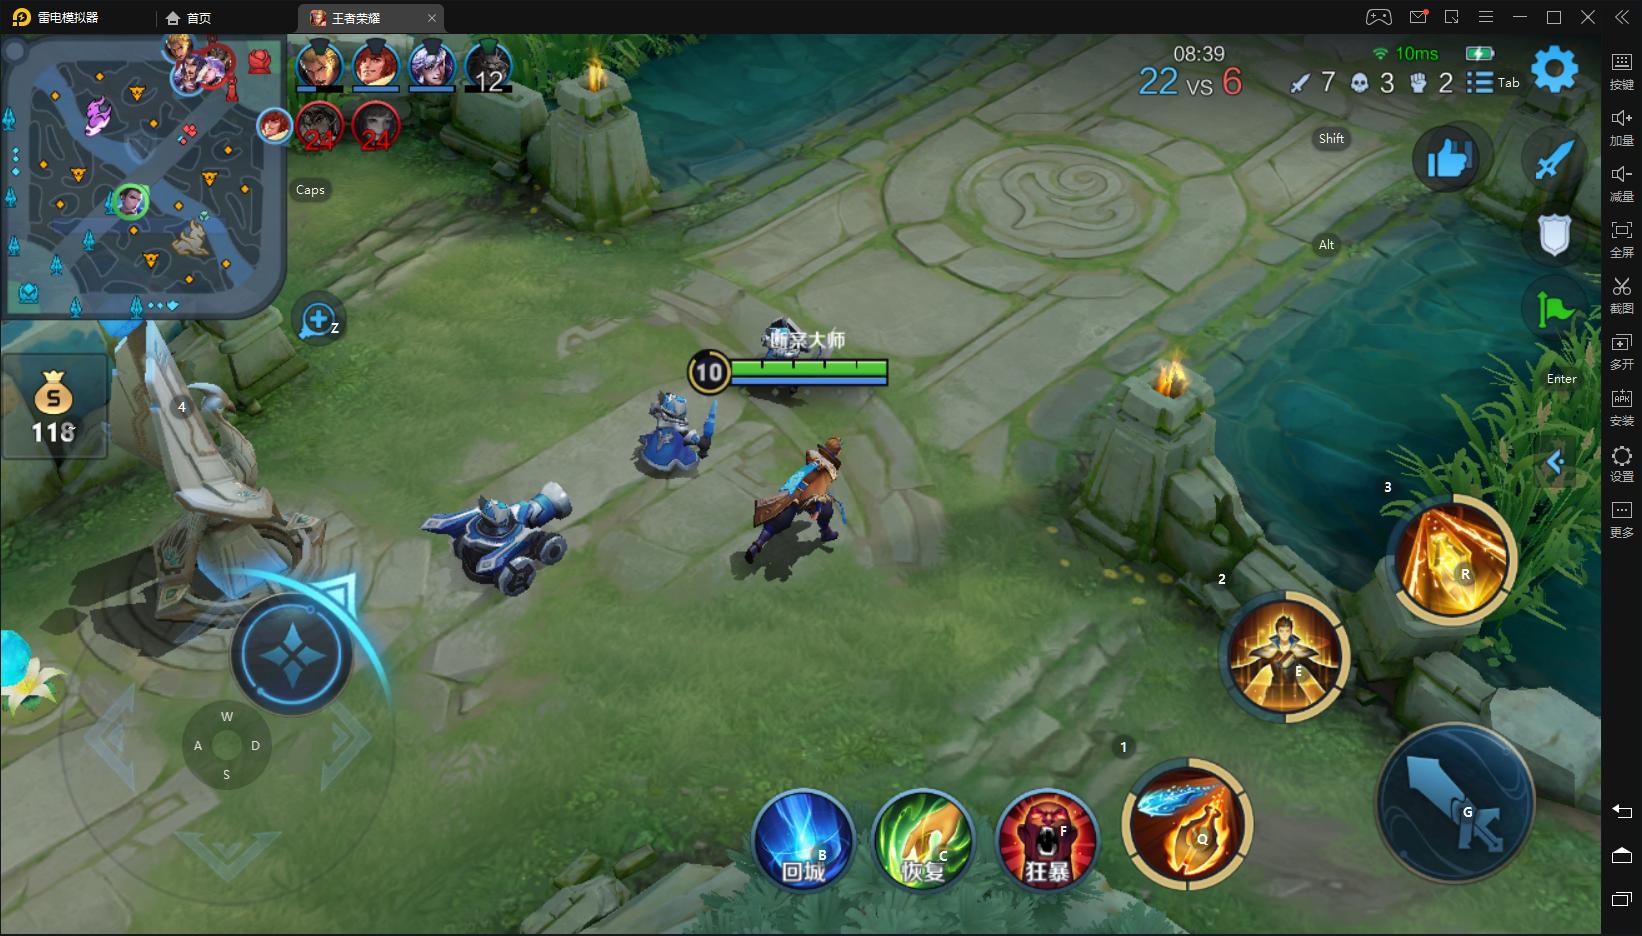 雷电模拟器
首页
王者荣耀
12
24
24
08:39
22 vs 6
10ms
7
3
2
Tab
Shift
Caps
Alt
Enter
Z
4
118
断案大师
10
3
R
2
E
1
Q
W
A
D
S
B
回城
C
恢复
F
狂暴
G
按键
加量
减量
全屏
截图
多开
APK
安装
设置
更多